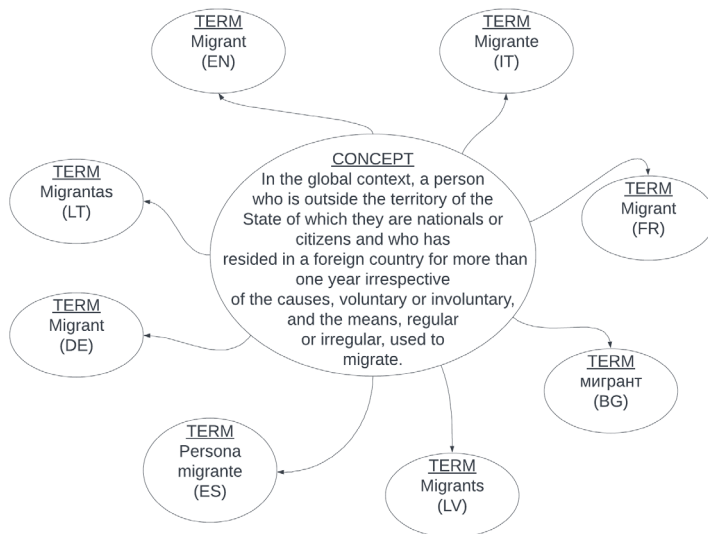 TERM
Migrant
(EN)
TERM
Migrante
(IT)
TERM
Migrantas
(LT)
CONCEPT
In the global context, a person
who is outside the territory of the
State of which they are nationals or
citizens and who has
resided in a foreign country for more than
one year irrespective
of the causes, voluntary or involuntary,
and the means, regular
or irregular, used to
migrate.
TERM
Migrant
(FR)
TERM
Migrant
(DE)
TERM
мигрант
(BG)
TERM
Persona
migrante
(ES)
TERM
Migrants
(LV)